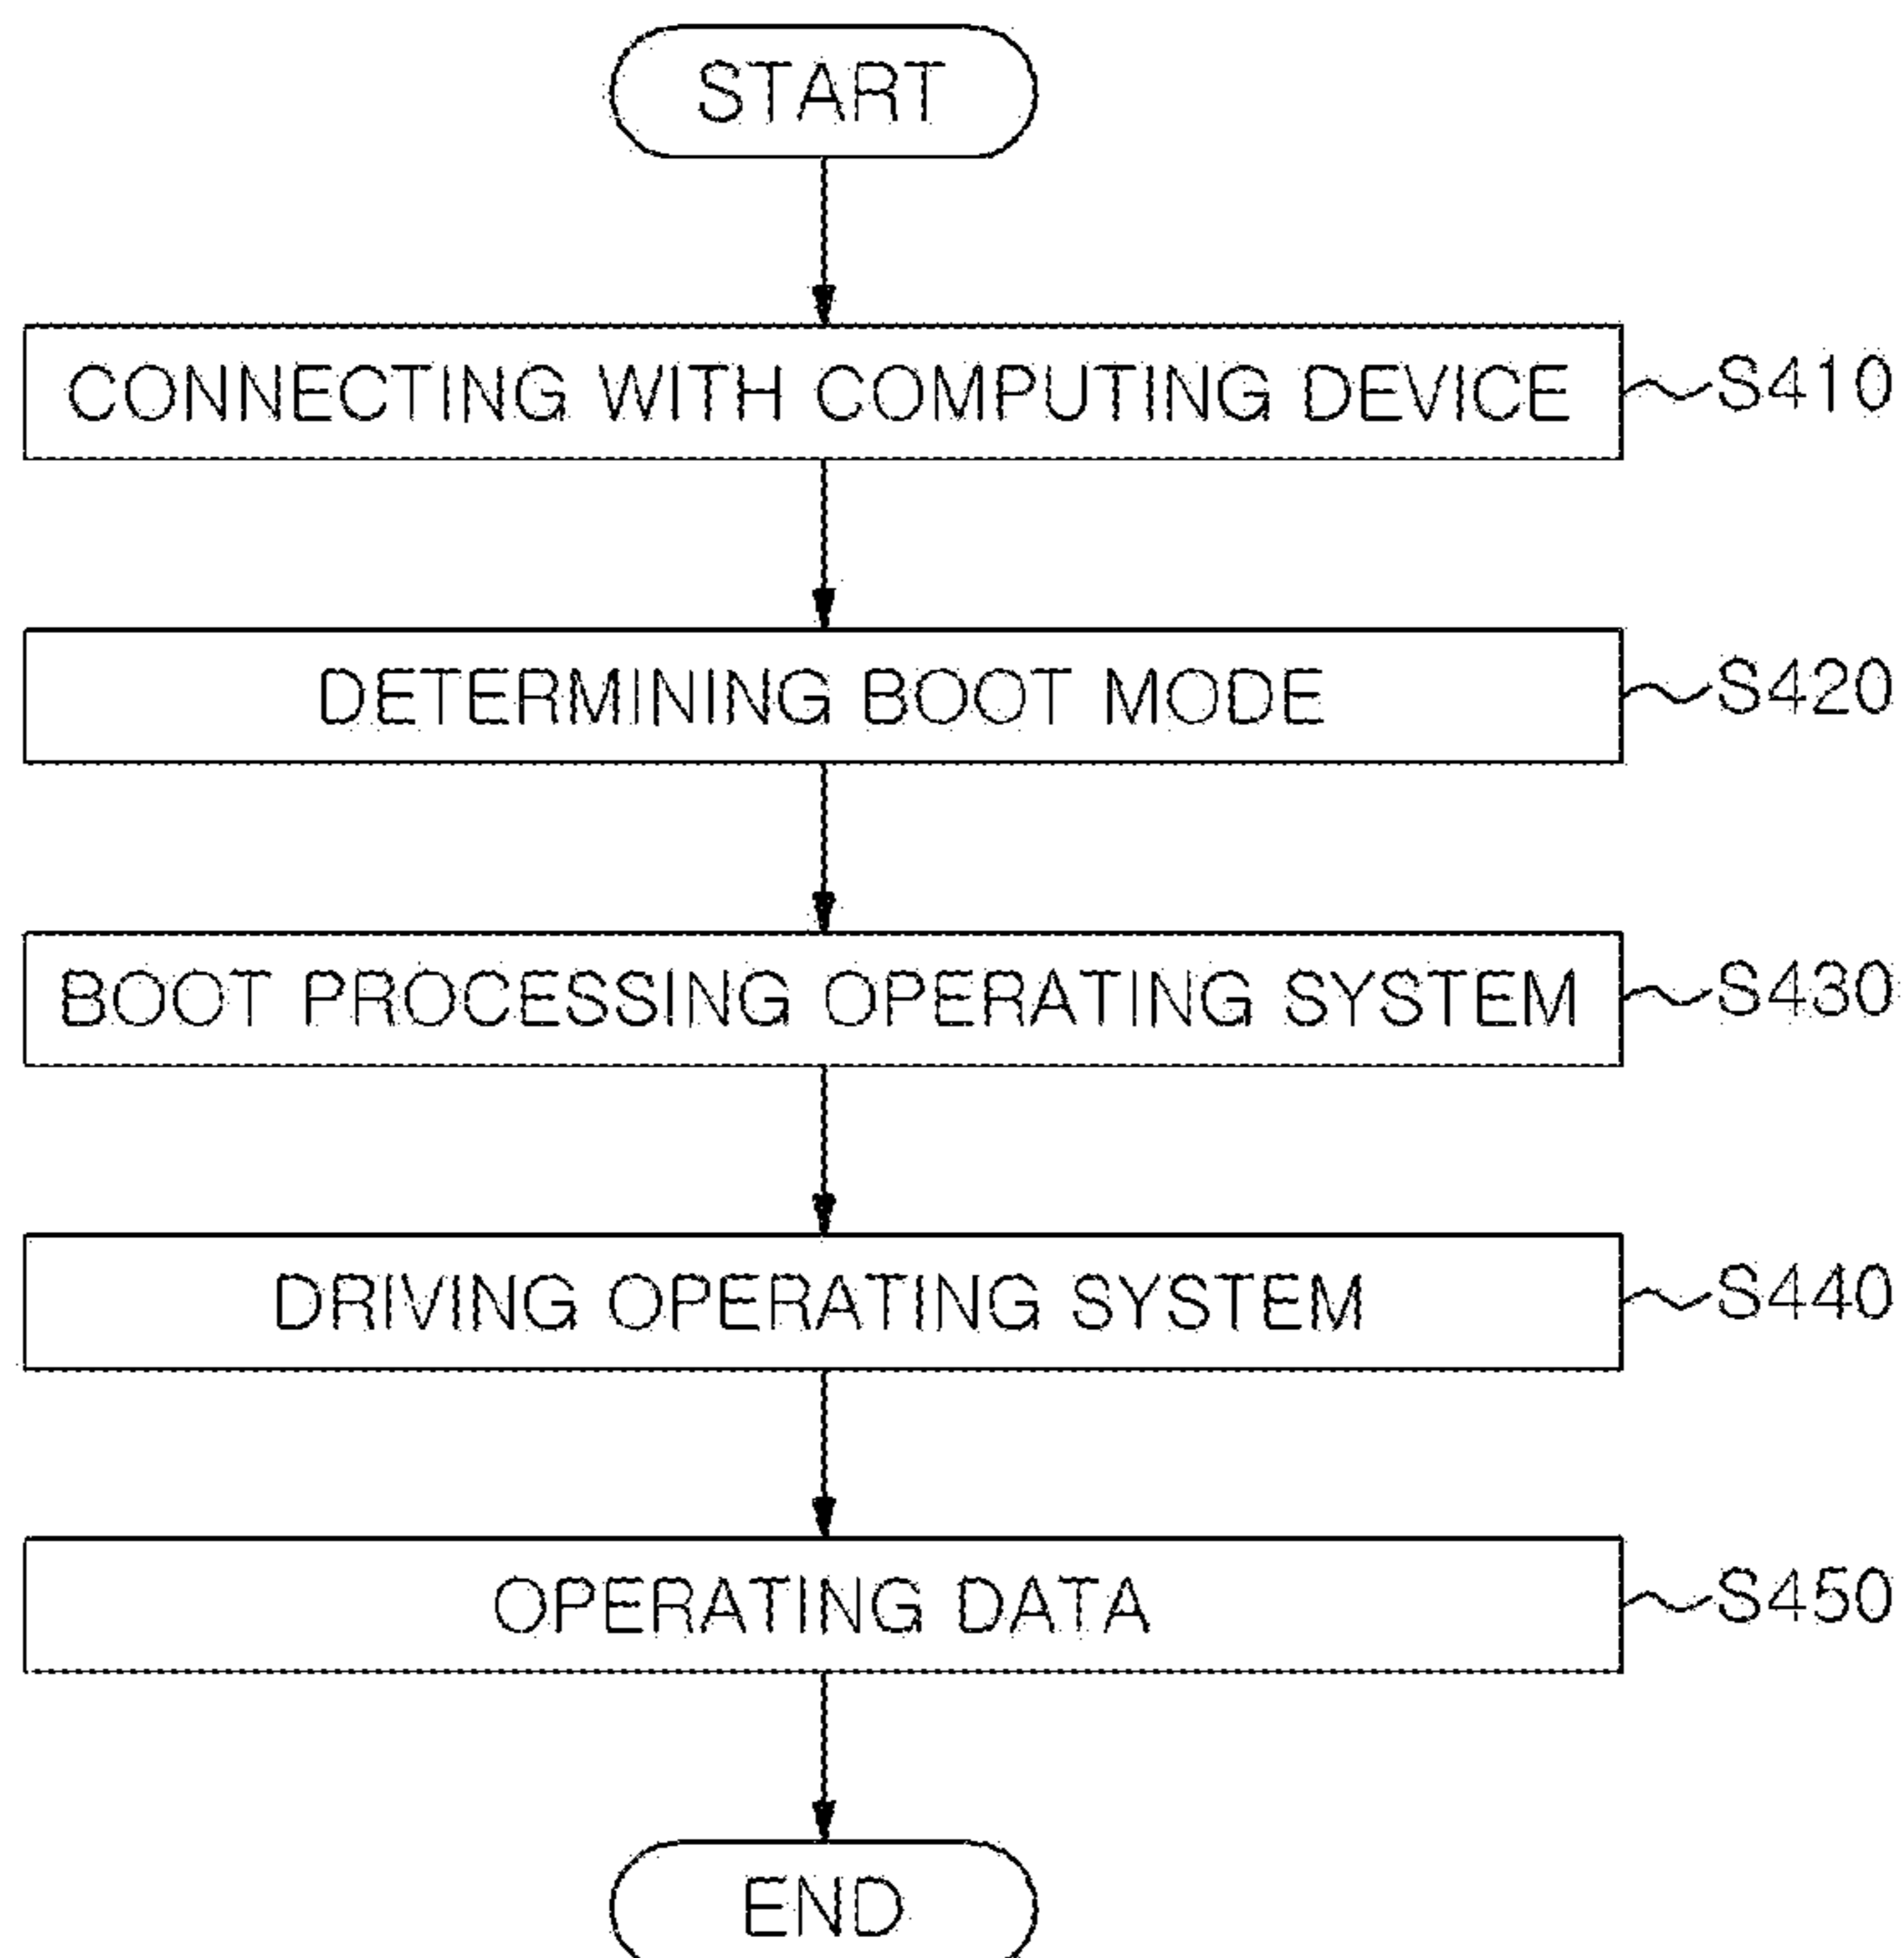 START
CONNECTING WITH COMPUTING DEVICE S410
DETERMINING BOOT MODE S420
BOOT PROCESSING OPERATING SYSTEM S430
DRIVING OPERATING SYSTEM S440
OPERATING DATA S450
END